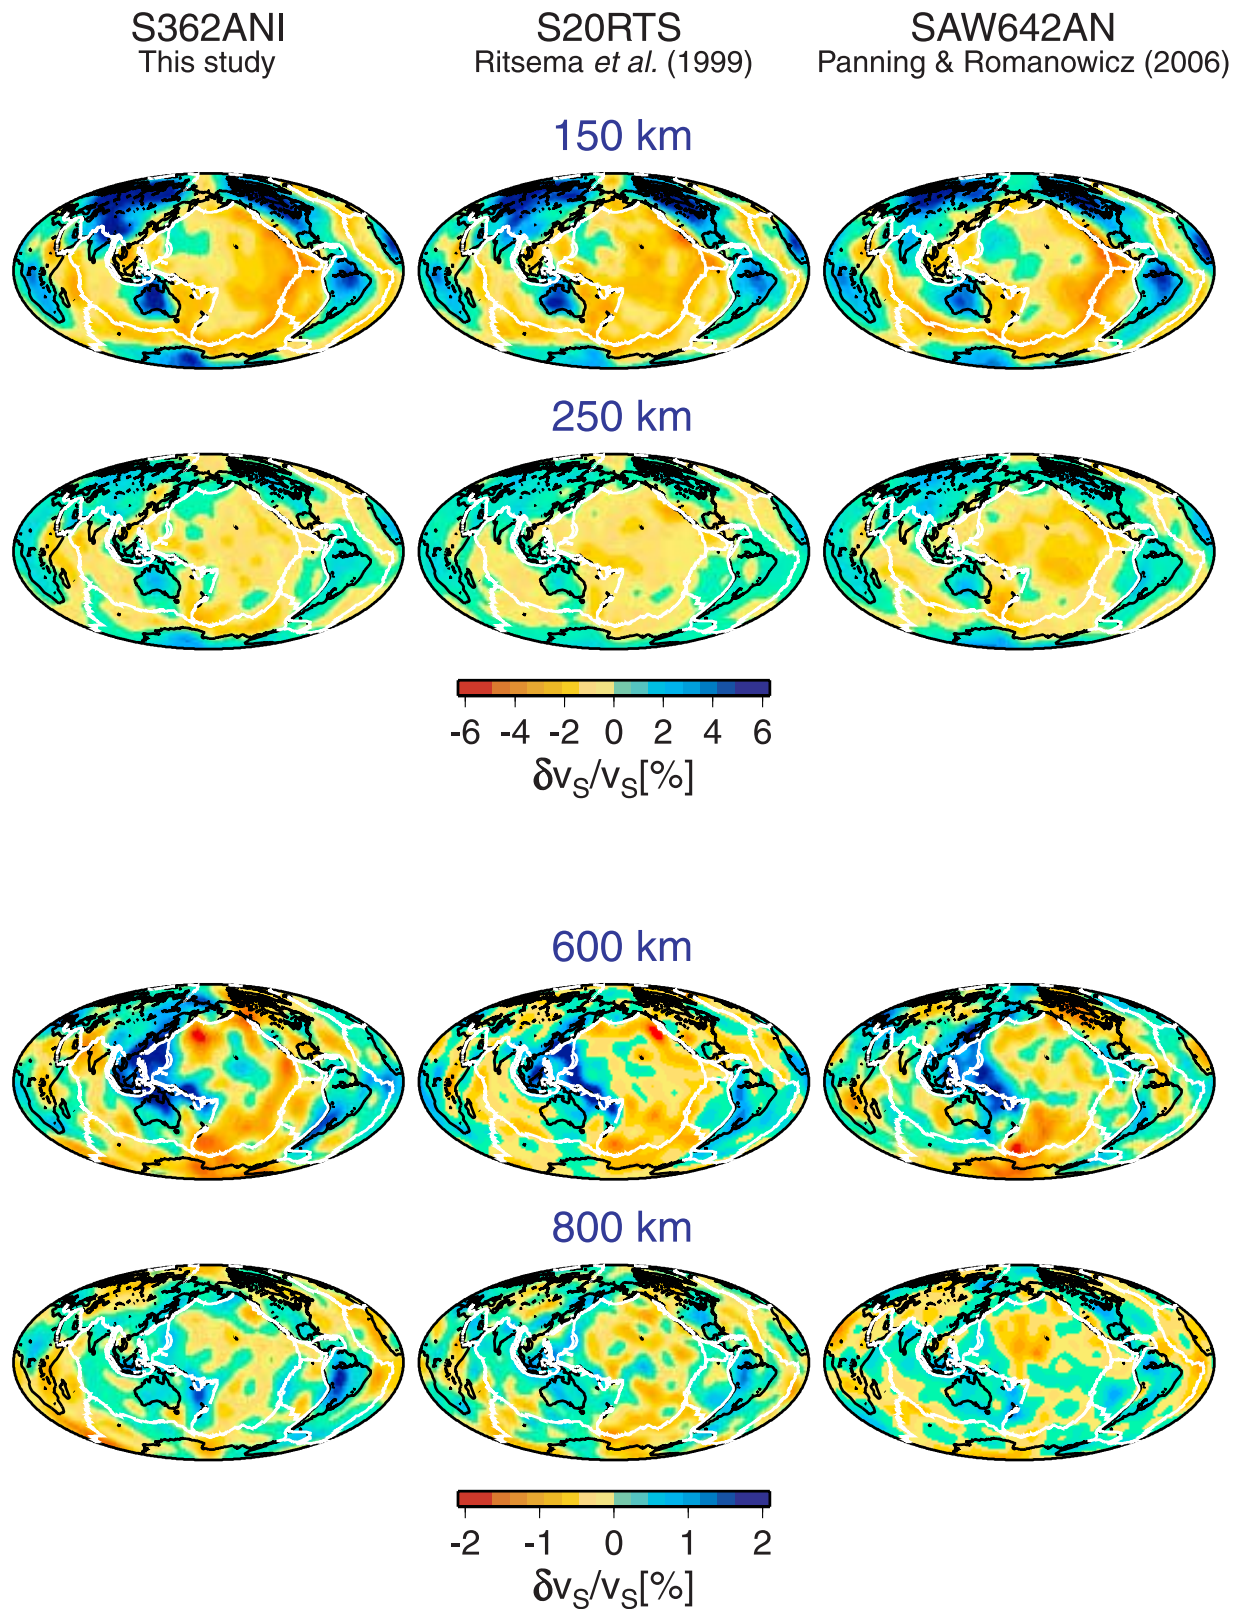 S362ANI
This study
S20RTS
Ritsema et al. (1999)
SAW642AN
Panning & Romanowicz (2006)
150 km
250 km
-6 -4 -2 0 2 4 6
δvS/vS[%]
600 km
800 km
-2 -1 0 1 2
δvS/vS[%]